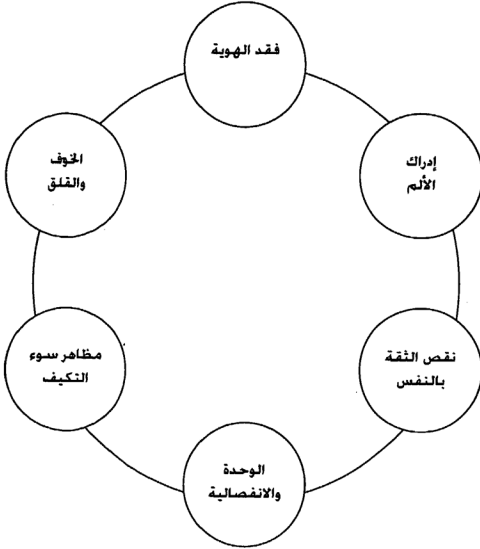 فقد الهوية
إدراك
الألم
نقص الثقة
بالنفس
الوحدة
والانفصالية
مظاهر سوء
التكيف
الخوف
والقلق